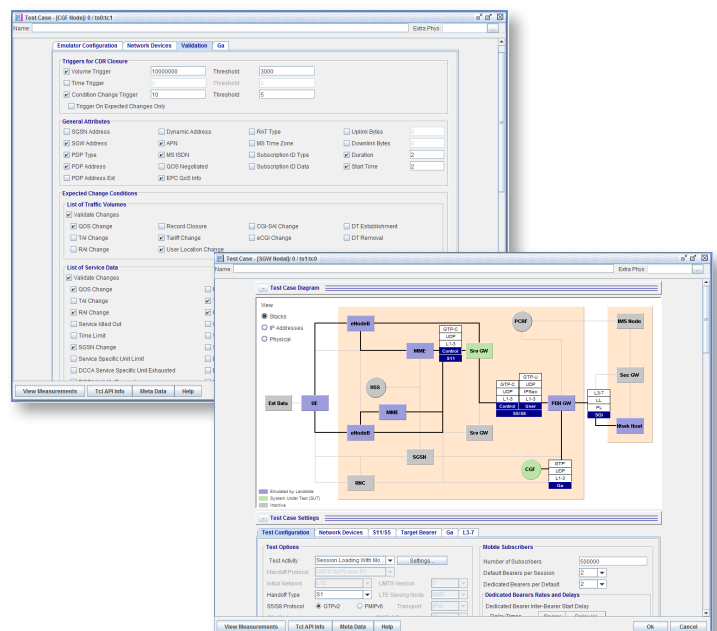 Test Case - [CGF Node]/ 0 / ts0:tc1
Name:
Extra Phys:
Emulator Configuration Network Devices Validation Ga
Triggers for CDR Closure
Volume Trigger 10000000 Threshold 3000
Time Trigger Threshold
Condition Change Trigger 10 Threshold 5
Trigger On Expected Changes Only
General Attributes
SGSN Address Dynamic Address RAT Type Uplink Bytes
SGW Address APN MS Time Zone Downlink Bytes
PDP Type MS ISDN Subscription ID Type Duration 2
PDP Address QOS Negotiated Subscription ID Data Start Time 2
PDP Address Ext EPC QoS Info
Expected Change Conditions
List of Traffic Volumes
Validate Changes
QOS Change Record Closure CGI-SAI Change DT Establishment
TAI Change Tariff Change eCGI Change DT Removal
RAI Change User Location Change
List of Service Data
Validate Changes
QOS Change
TAI Change
RAI Change
Service Idled Out
Time Limit
SGSN Change
Service Specific Unit Limit
DCCA Service Specific Unit Exhausted
View Measurements Tcl API Info Meta Data Help
Test Case - [SGW Nodal]/ 0 / ts1:tc0
Name:
Extra Phys:
Test Case Diagram
View
Stacks
IP Addresses
Physical
eNodeB
GTP-C
UDP
L1-3
Control
S11
PCRF
IMS Node
MME
Srv GW
HSS
GTP-C
UDP
L1-3
Control
GTP-U
UDP
IPSec
L1-3
User
S5/S8
Sec GW
Ext Data
UE
MME
PDN GW
L3-7
LL
PL
SGi
eNodeB
Srv GW
Ntwk Host
SGSN
CGF
GTP'
UDP
L1-3
Ga
RNC
Emulated by Landslide
System Under Test (SUT)
Inactive
Test Case Settings
Test Configuration Network Devices S11/S5 Target Bearer Ga L3-7
Test Options
Test Activity Session Loading With Mo... Settings...
Handoff Protocol
Initial Network LTE UMTS Version
Handoff Type S1 LTE Serving Node MME
S5/S8 Protocol GTPv2 PMIPv6 Transport
Mobile Subscribers
Number of Subscribers 500000
Default Bearers per Session 2
Dedicated Bearers per Default 2
Dedicated Bearers Rates and Delays
Dedicated Bearer Inter-Bearer Start Delay
View Measurements Tcl API Info Meta Data Help Ok Cancel